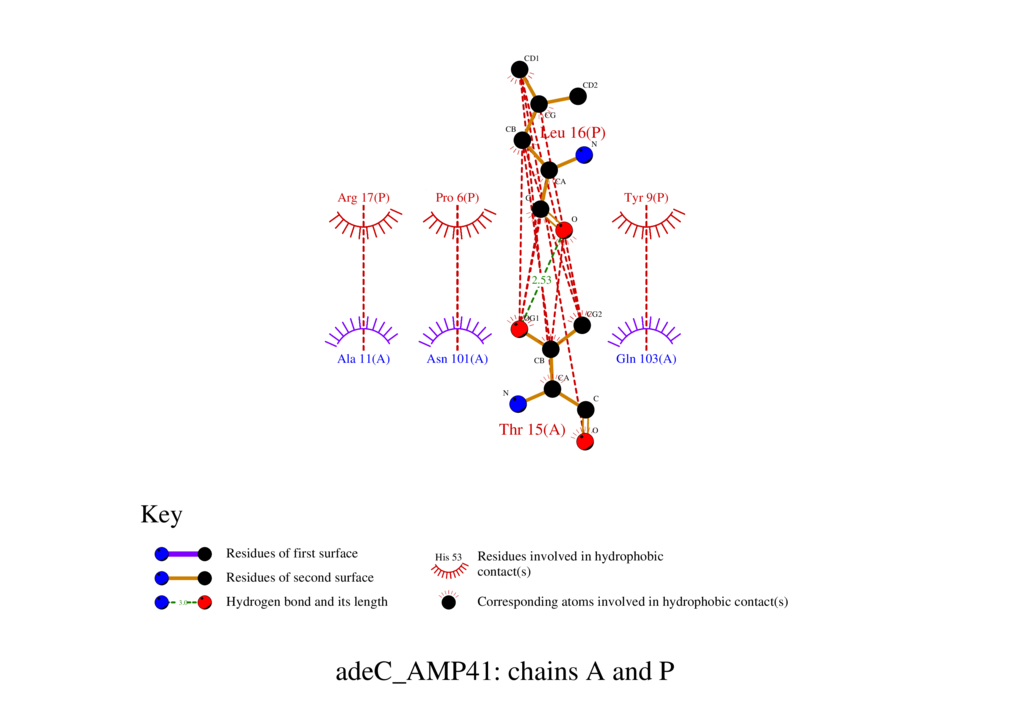 CD1
CD2
CG
CB
Leu 16(P)
N
CA
Arg 17(P) Pro 6(P) Tyr 9(P)
C
O
2.53
OG1 CG2
Ala 11(A) Asn 101(A) CB Gln 103(A)
CA
N C
Thr 15(A) O
Key
Residues of first surface
Residues of second surface
3.0 Hydrogen bond and its length
His 53 Residues involved in hydrophobic
contact(s)
Corresponding atoms involved in hydrophobic contact(s)
adeC_AMP41: chains A and P